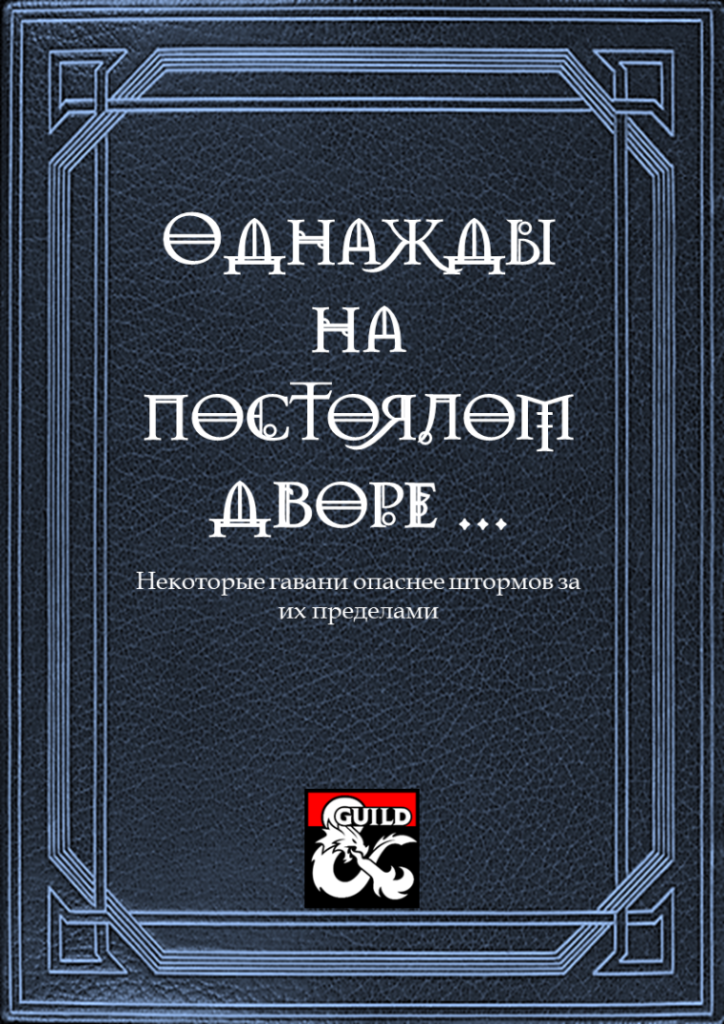 ОДНАЖДЫ
НА
ПОСТОЯЛОМ
ДВОРЕ ...
Некоторые гавани опаснее штормов за
их пределами
GUILD